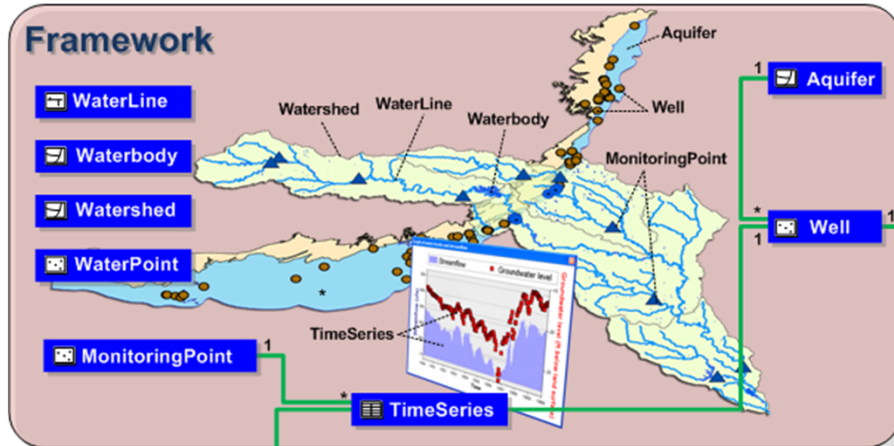 Framework
Aquifer
1
Aquifer
WaterLine
Watershed
WaterLine
Well
Waterbody
Waterbody
MonitoringPoint
Watershed
*
Well
1
1
WaterPoint
Streamflow
Groundwater level
*
TimeSeries
MonitoringPoint
1
Time
*
TimeSeries